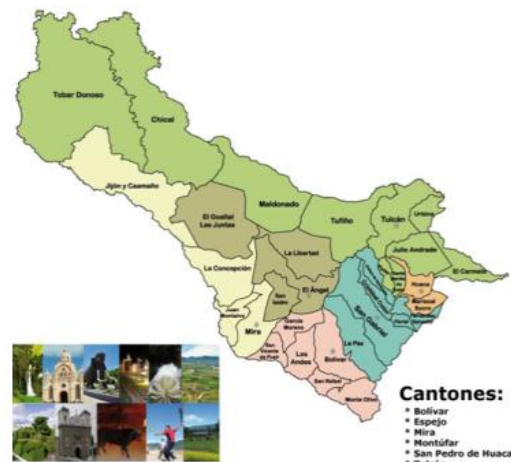 Tobar Donoso
Chical
Jijón y Caamaño
El Goaltal
Las Juntas
Maldonado
Tufiño
Tulcán
Urbina
Julio Andrade
El Carmelo
La Libertad
La Concepción
San Isidro
El Ángel
Huaca
Mariscal Sucre
Juan Montalvo
Mira
García Moreno
San Gabriel
La Paz
San Vicente de Pusir
Los Andes
Bolívar
San Rafael
Monte Olivo
Cantones:
* Bolívar
* Espejo
* Mira
* Montúfar
* San Pedro de Huaca